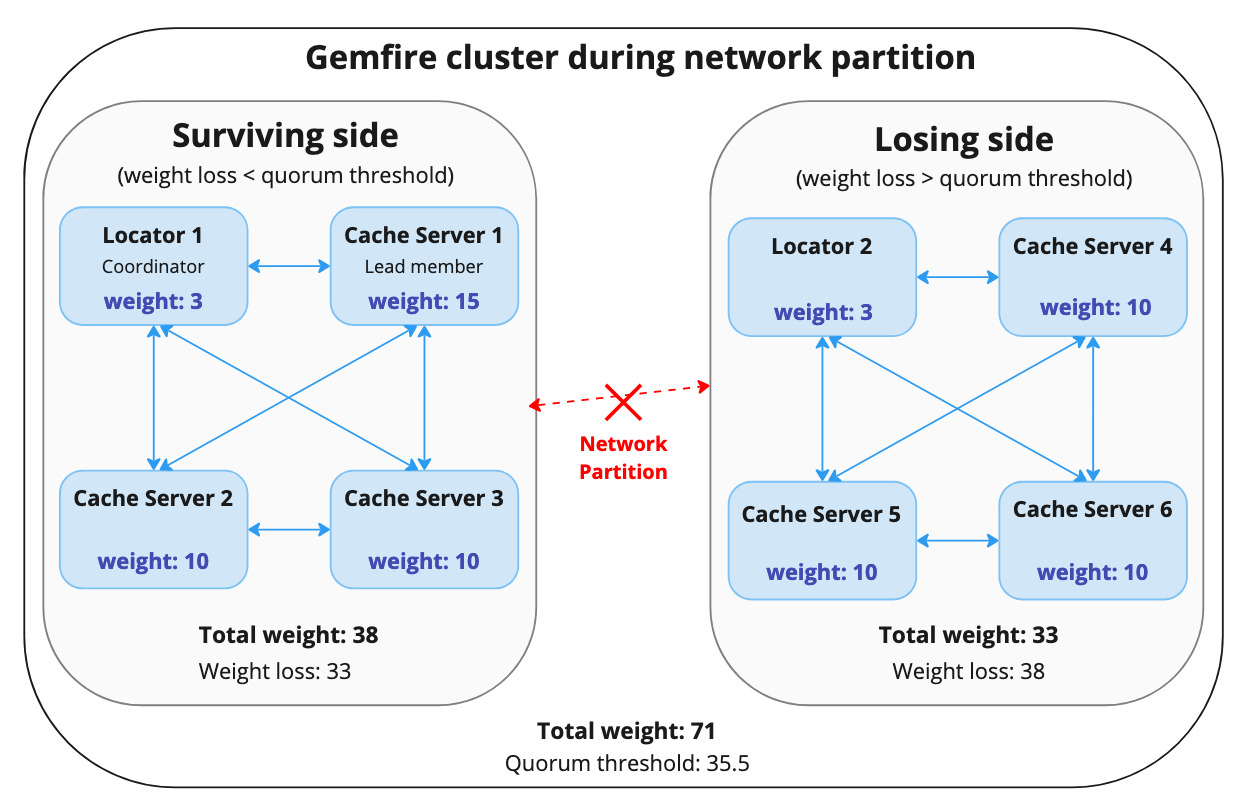 Gemfire cluster during network partition
Surviving side
(weight loss < quorum threshold)
Locator 1
Coordinator
weight: 3
Cache Server 1
Lead member
weight: 15
Cache Server 2
weight: 10
Cache Server 3
weight: 10
Total weight: 38
Weight loss: 33
Network
Partition
Losing side
(weight loss > quorum threshold)
Locator 2
weight: 3
Cache Server 4
weight: 10
Cache Server 5
weight: 10
Cache Server 6
weight: 10
Total weight: 33
Weight loss: 38
Total weight: 71
Quorum threshold: 35.5